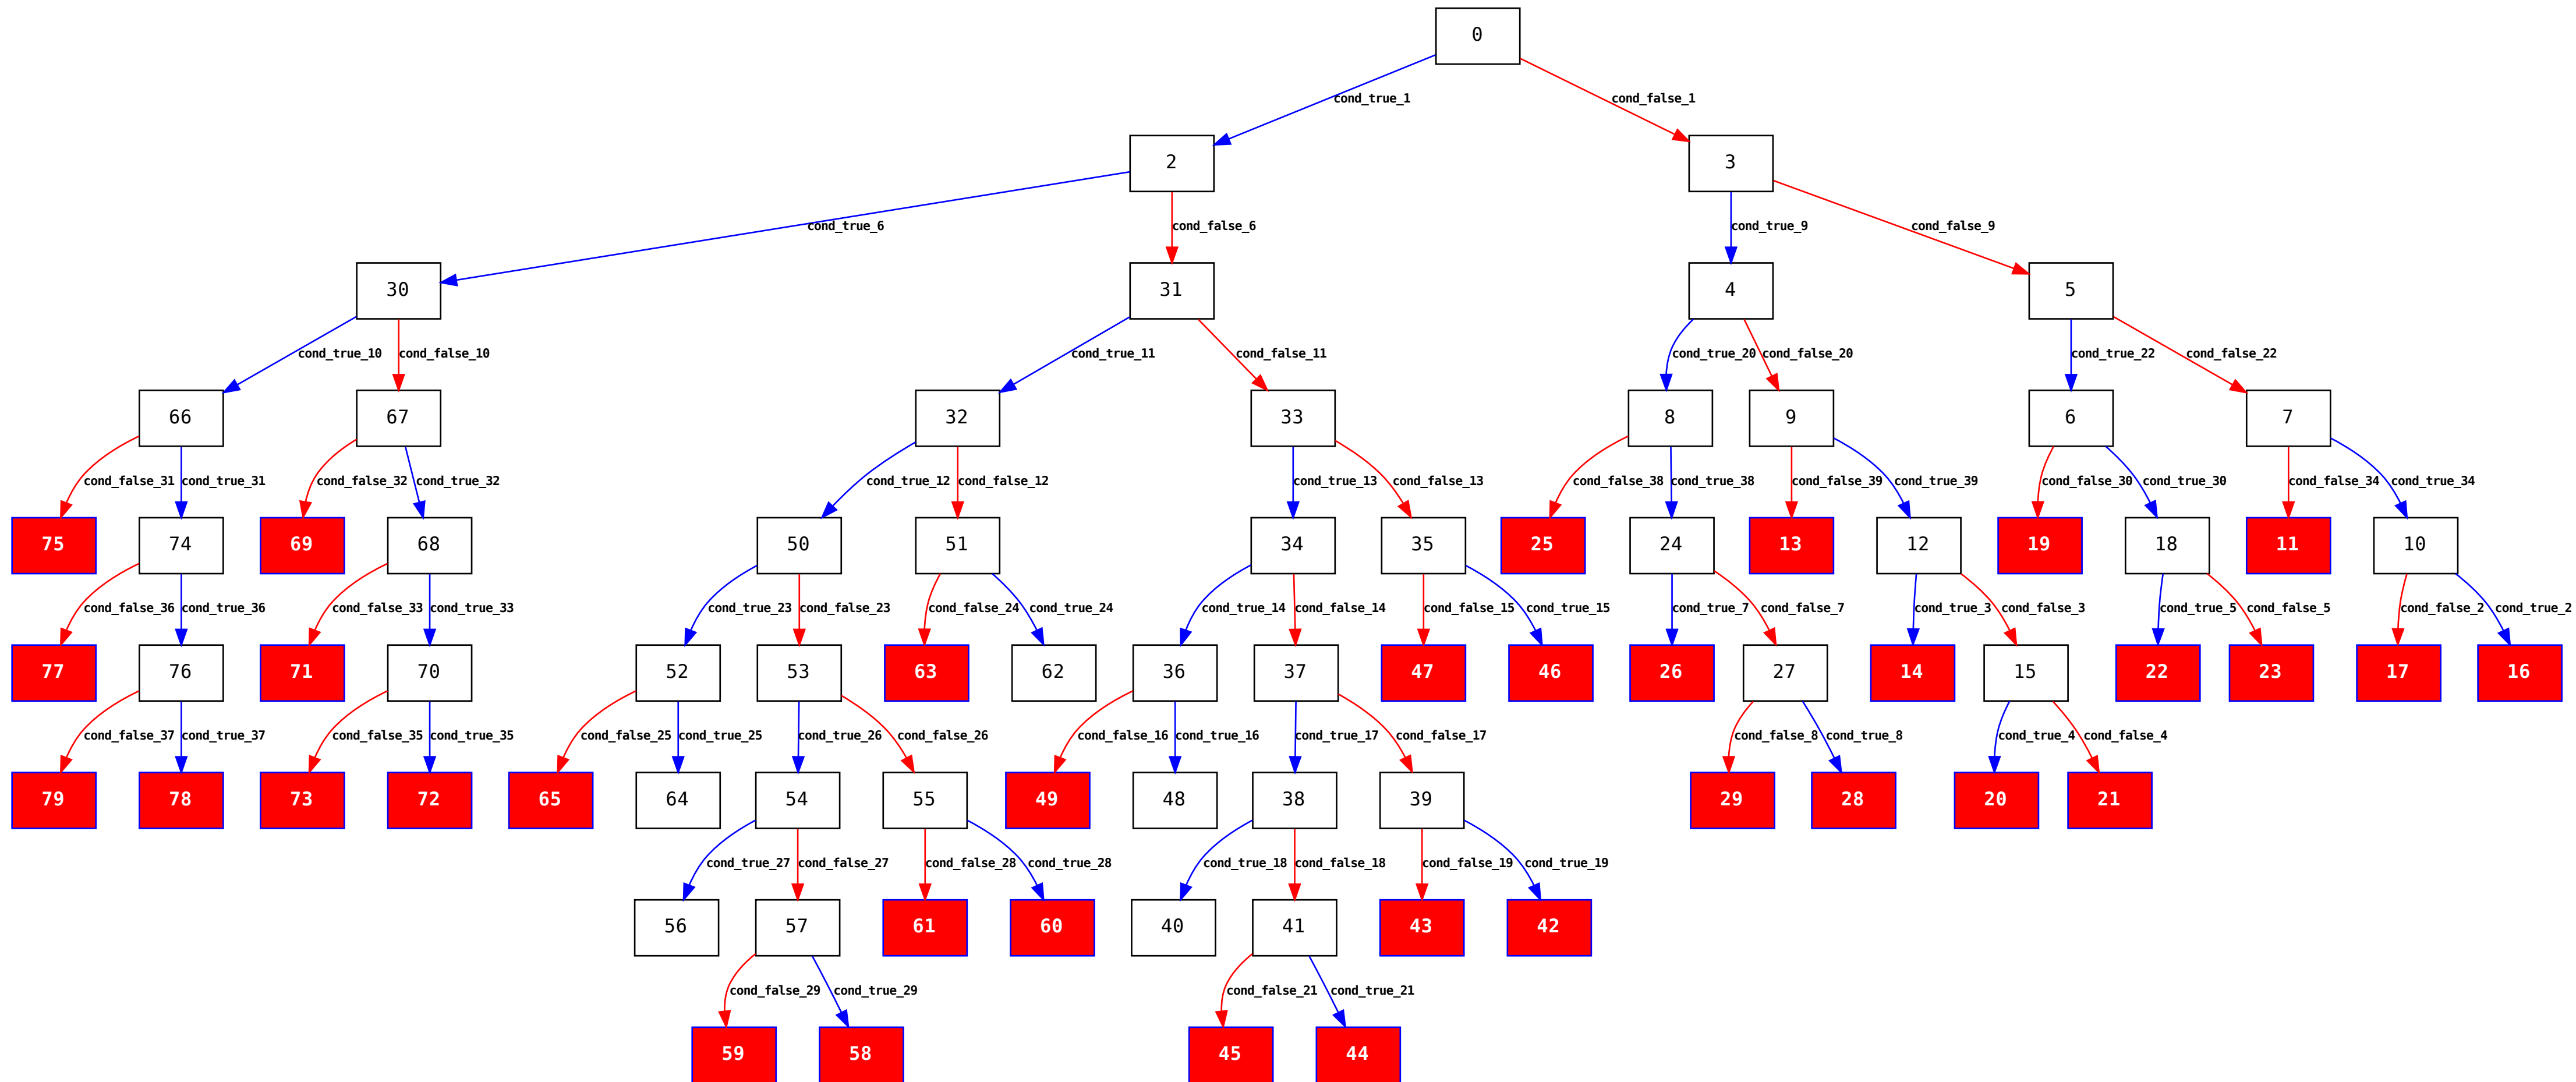 0
cond_true_1 cond_false_1
2 3
cond_true_6 cond_false_6 cond_true_9 cond_false_9
30 31 4 5
cond_true_10 cond_false_10 cond_true_11 cond_false_11 cond_true_20 cond_false_20 cond_true_22 cond_false_22
66 67 32 33 8 9 6 7
cond_false_31 cond_true_31 cond_false_32 cond_true_32 cond_true_12 cond_false_12 cond_true_13 cond_false_13 cond_false_38 cond_true_38 cond_false_39 cond_true_39 cond_false_30 cond_true_30 cond_false_34 cond_true_34
75 74 69 68 50 51 34 35 25 24 13 12 19 18 11 10
cond_false_36 cond_true_36 cond_false_33 cond_true_33 cond_true_23 cond_false_23 cond_false_24 cond_true_24 cond_true_14 cond_false_14 cond_false_15 cond_true_15 cond_true_7 cond_false_7 cond_true_3 cond_false_3 cond_true_5 cond_false_5 cond_false_2 cond_true_2
77 76 71 70 52 53 63 62 36 37 47 46 26 27 14 15 22 23 17 16
cond_false_37 cond_true_37 cond_false_35 cond_true_35 cond_false_25 cond_true_25 cond_true_26 cond_false_26 cond_false_16 cond_true_16 cond_true_17 cond_false_17 cond_false_8 cond_true_8 cond_true_4 cond_false_4
79 78 73 72 65 64 54 55 49 48 38 39 29 28 20 21
cond_true_27 cond_false_27 cond_false_28 cond_true_28 cond_true_18 cond_false_18 cond_false_19 cond_true_19
56 57 61 60 40 41 43 42
cond_false_29 cond_true_29 cond_false_21 cond_true_21
59 58 45 44